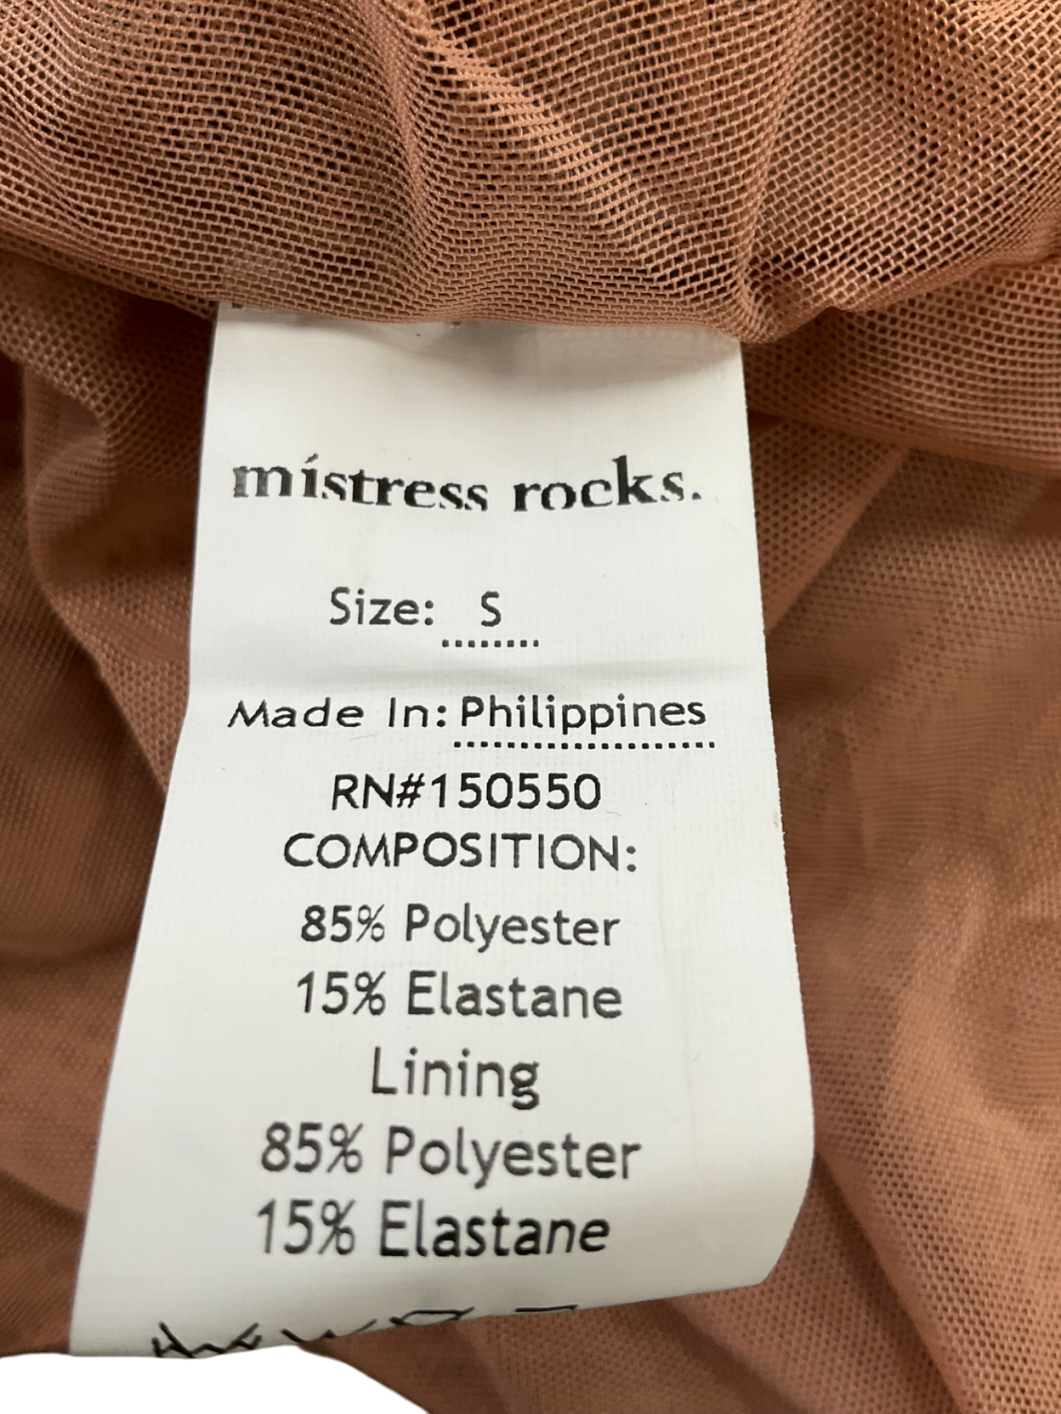 mistress rocks.
Size: S
Made In: Philippines
RN#150550
COMPOSITION:
85% Polyester
15% Elastane
Lining
85% Polyester
15% Elastane